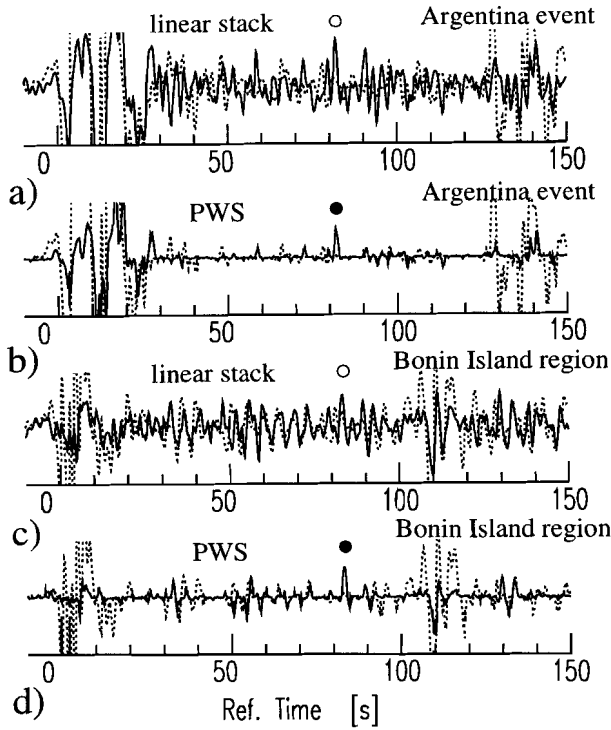 linear stack
Argentina event
0 50 100 150
a)
PWS
Argentina event
0 50 100 150
b)
linear stack
Bonin Island region
0 50 100 150
c)
PWS
Bonin Island region
0 50 100 150
d)
Ref. Time [s]